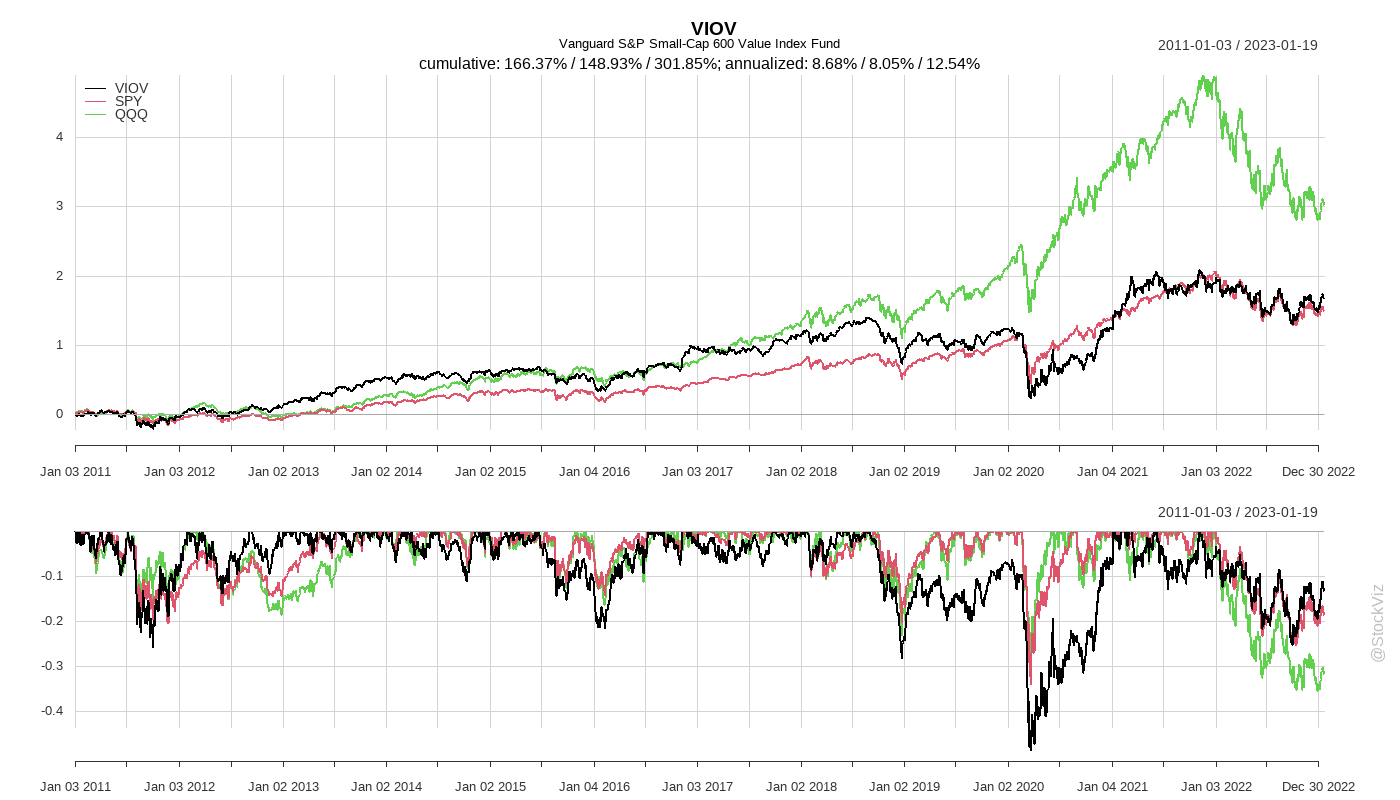 VIOV
Vanguard S&P Small-Cap 600 Value Index Fund
2011-01-03 / 2023-01-19
cumulative: 166.37% / 148.93% / 301.85%; annualized: 8.68% / 8.05% / 12.54%
VIOV
SPY
QQQ
4
3
2
1
0
Jan 03 2011 Jan 03 2012 Jan 02 2013 Jan 02 2014 Jan 02 2015 Jan 04 2016 Jan 03 2017 Jan 02 2018 Jan 02 2019 Jan 02 2020 Jan 04 2021 Jan 03 2022 Dec 30 2022
2011-01-03 / 2023-01-19
-0.1
-0.2
-0.3
-0.4
Jan 03 2011 Jan 03 2012 Jan 02 2013 Jan 02 2014 Jan 02 2015 Jan 04 2016 Jan 03 2017 Jan 02 2018 Jan 02 2019 Jan 02 2020 Jan 04 2021 Jan 03 2022 Dec 30 2022
@StockViz